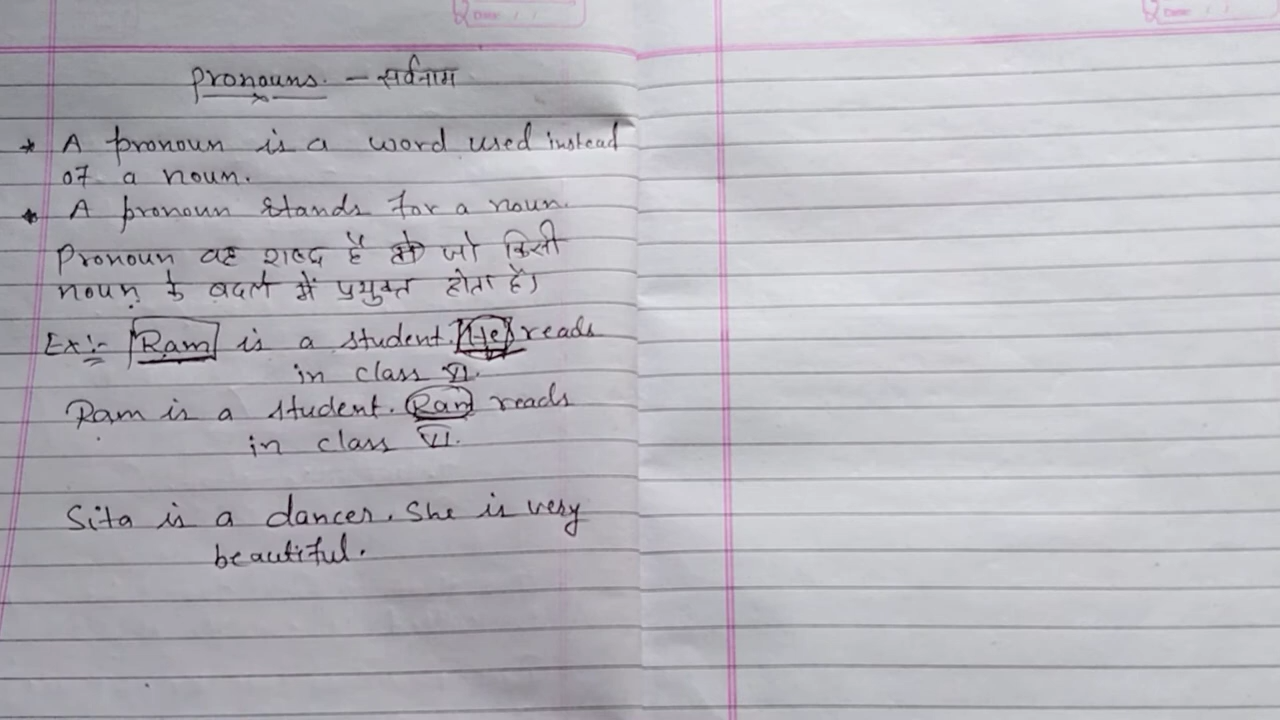 Date: / /
Date: / /
Pronouns. - सर्वनाम
* A pronoun is a word used instead
of a noun.
* A pronoun stands for a noun.
Pronoun वह शब्द हैं जो किसी
noun के बदले में प्रयुक्त होता हैं।
Ex:- Ram is a student. He reads
in class VI.
Ram is a student. Ram reads
in class VI.
Sita is a dancer. She is very
beautiful.